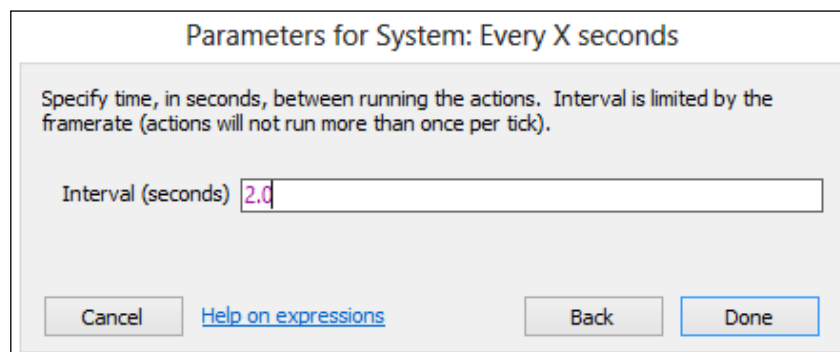 Parameters for System: Every X seconds
Specify time, in seconds, between running the actions. Interval is limited by the
framerate (actions will not run more than once per tick).
Interval (seconds) 2.0
Cancel Help on expressions Back Done